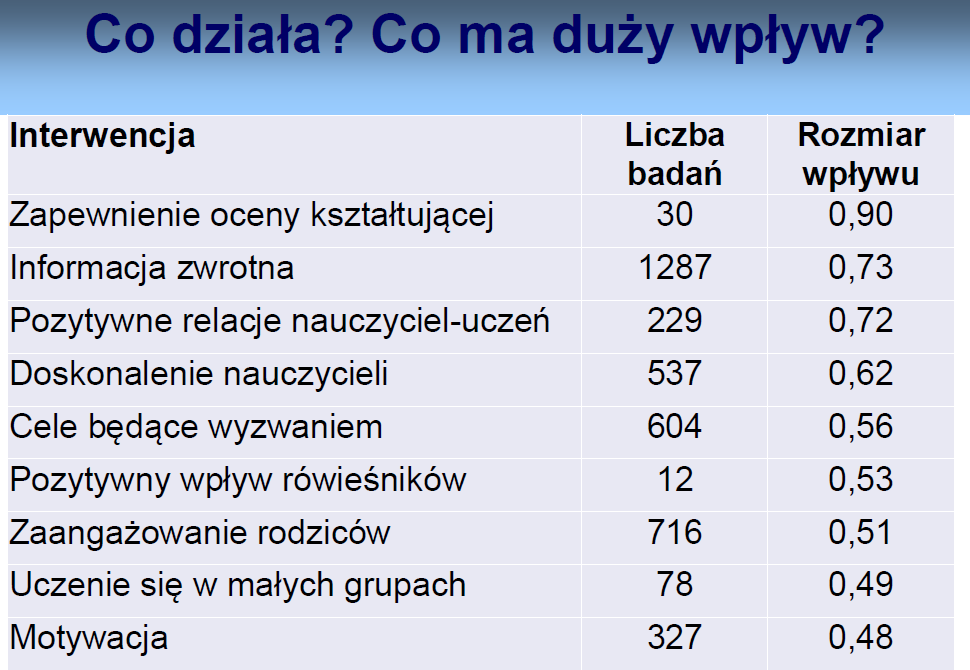 Co działa? Co ma duży wpływ?
Interwencja Liczba badań Rozmiar wpływu
Zapewnienie oceny kształtującej 30 0,90
Informacja zwrotna 1287 0,73
Pozytywne relacje nauczyciel-uczeń 229 0,72
Doskonalenie nauczycieli 537 0,62
Cele będące wyzwaniem 604 0,56
Pozytywny wpływ rówieśników 12 0,53
Zaangażowanie rodziców 716 0,51
Uczenie się w małych grupach 78 0,49
Motywacja 327 0,48